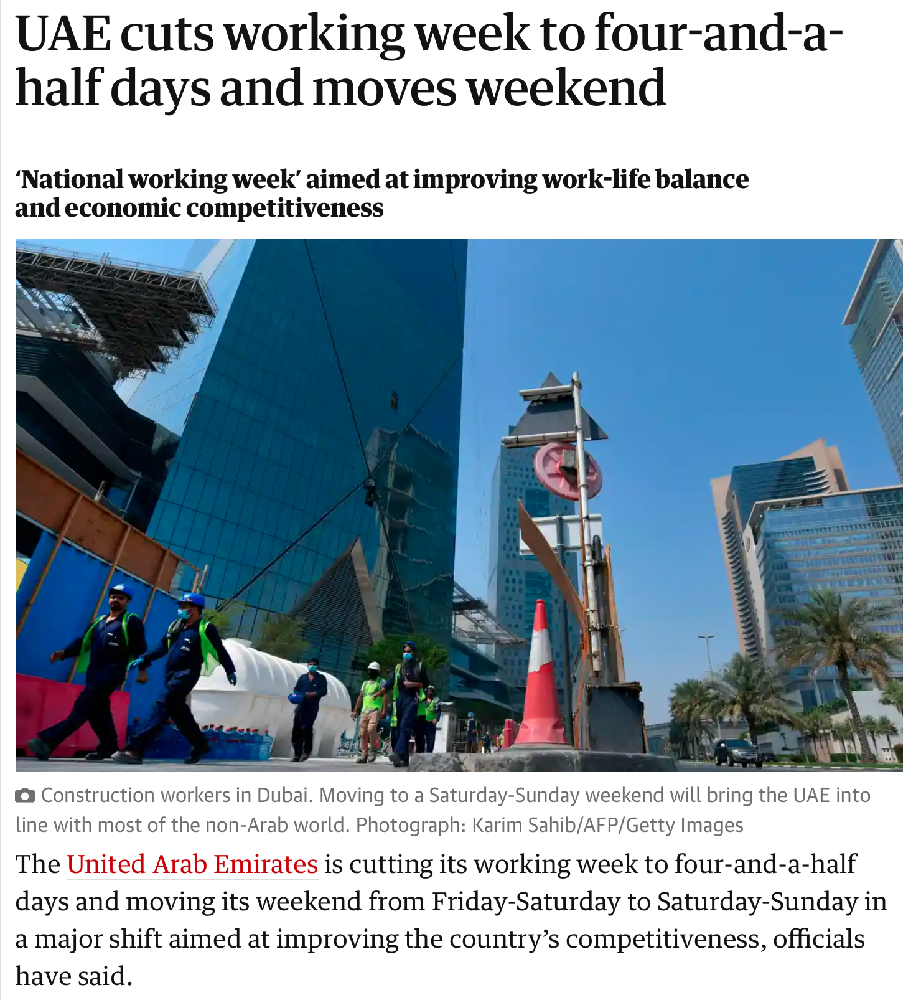 UAE cuts working week to four-and-a-
half days and moves weekend
‘National working week’ aimed at improving work-life balance
and economic competitiveness
Construction workers in Dubai. Moving to a Saturday-Sunday weekend will bring the UAE into
line with most of the non-Arab world. Photograph: Karim Sahib/AFP/Getty Images
The United Arab Emirates is cutting its working week to four-and-a-half
days and moving its weekend from Friday-Saturday to Saturday-Sunday in
a major shift aimed at improving the country’s competitiveness, officials
have said.